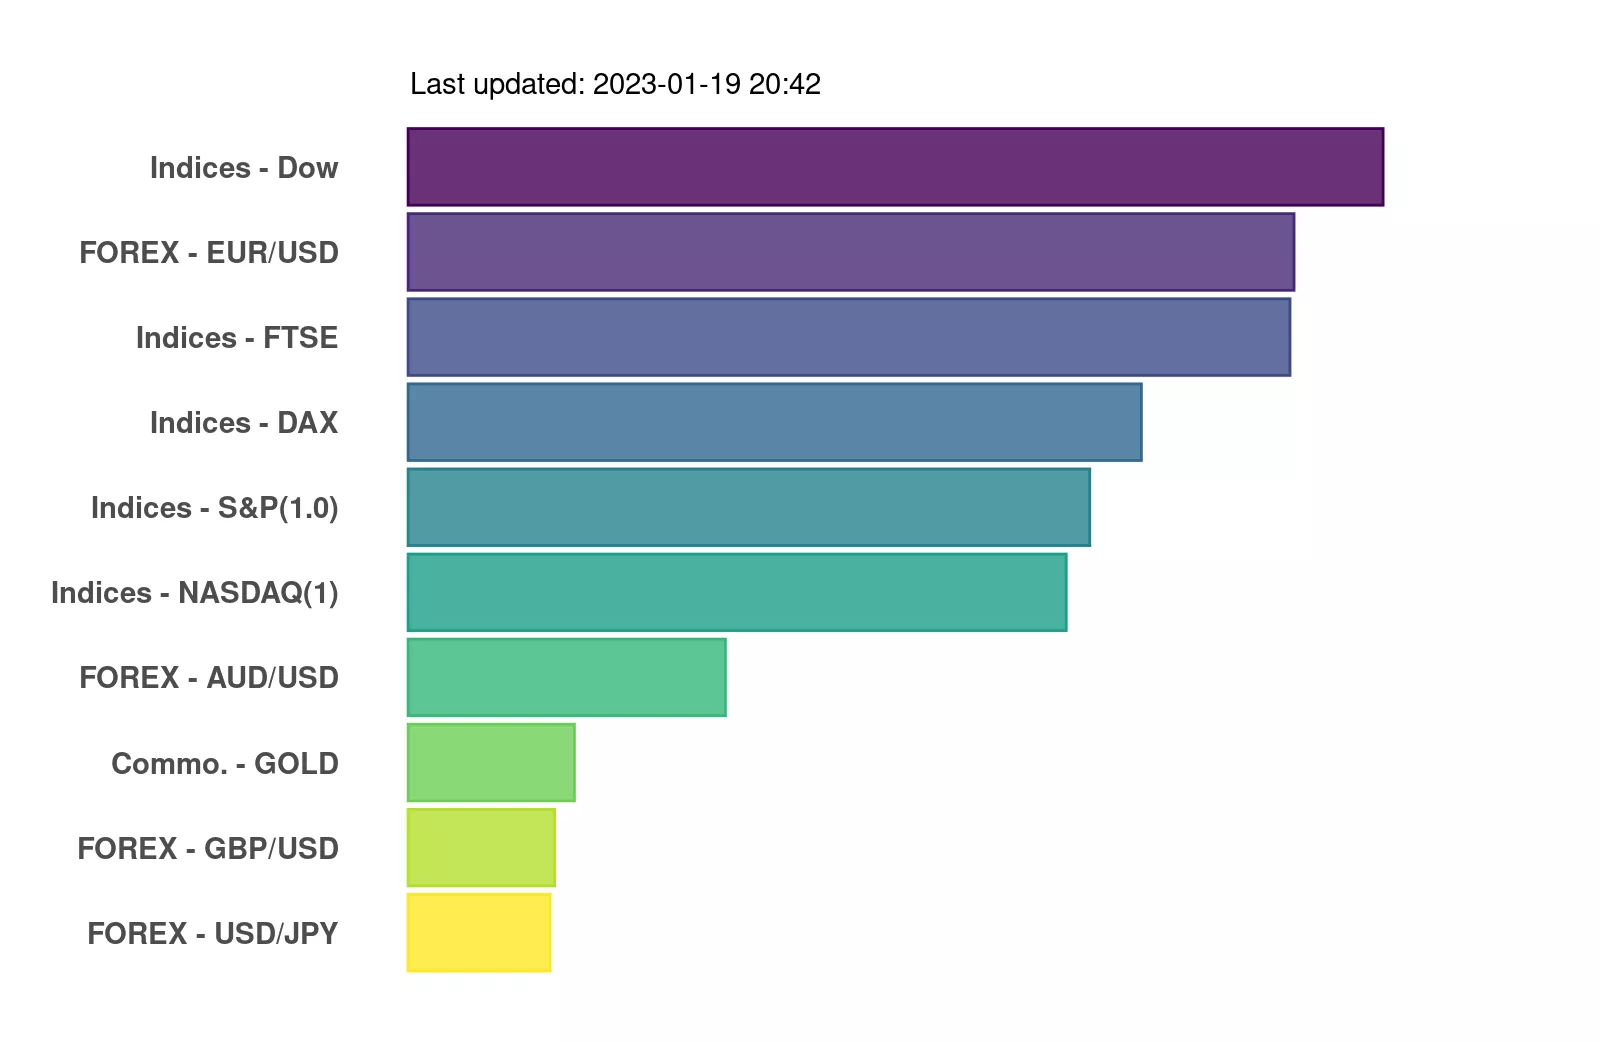 Last updated: 2023-01-19 20:42
Indices - Dow
FOREX - EUR/USD
Indices - FTSE
Indices - DAX
Indices - S&P(1.0)
Indices - NASDAQ(1)
FOREX - AUD/USD
Commo. - GOLD
FOREX - GBP/USD
FOREX - USD/JPY